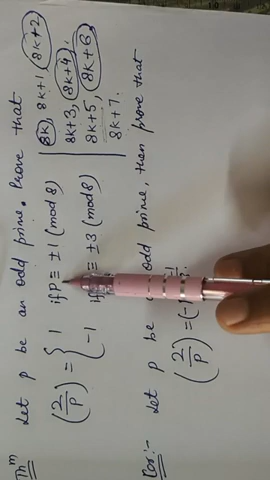 Th^m Let p be an odd prime. Prove that
(2/p) = { 1 if p ≡ ±1 (mod 8)
-1 if ≡ ±3 (mod 8)
8k, 8k+1, 8k+2
8k+3, 8k+4,
8k+5, 8k+6
8k+7.
Cor:- Let p be odd prime, then prove that
(2/p) = (-1